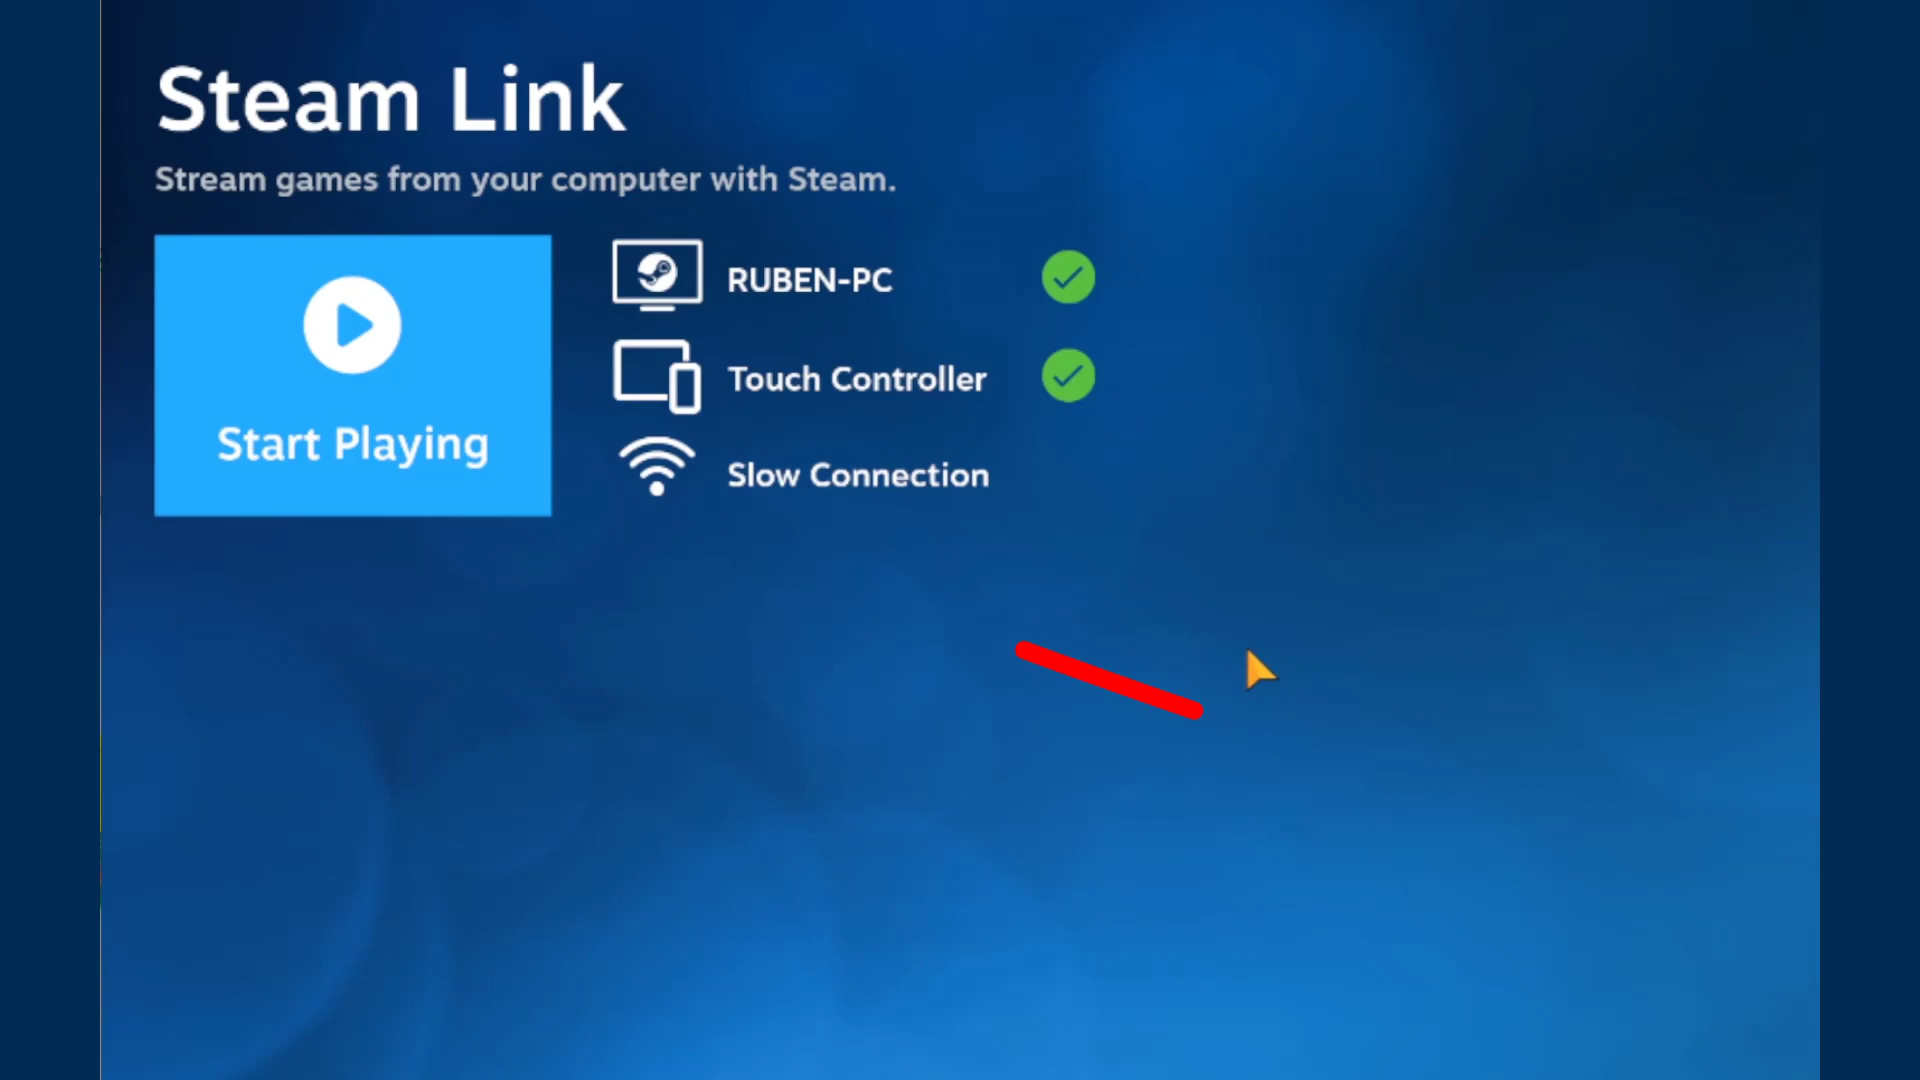 Steam Link
Stream games from your computer with Steam.
Start Playing
RUBEN-PC
Touch Controller
Slow Connection